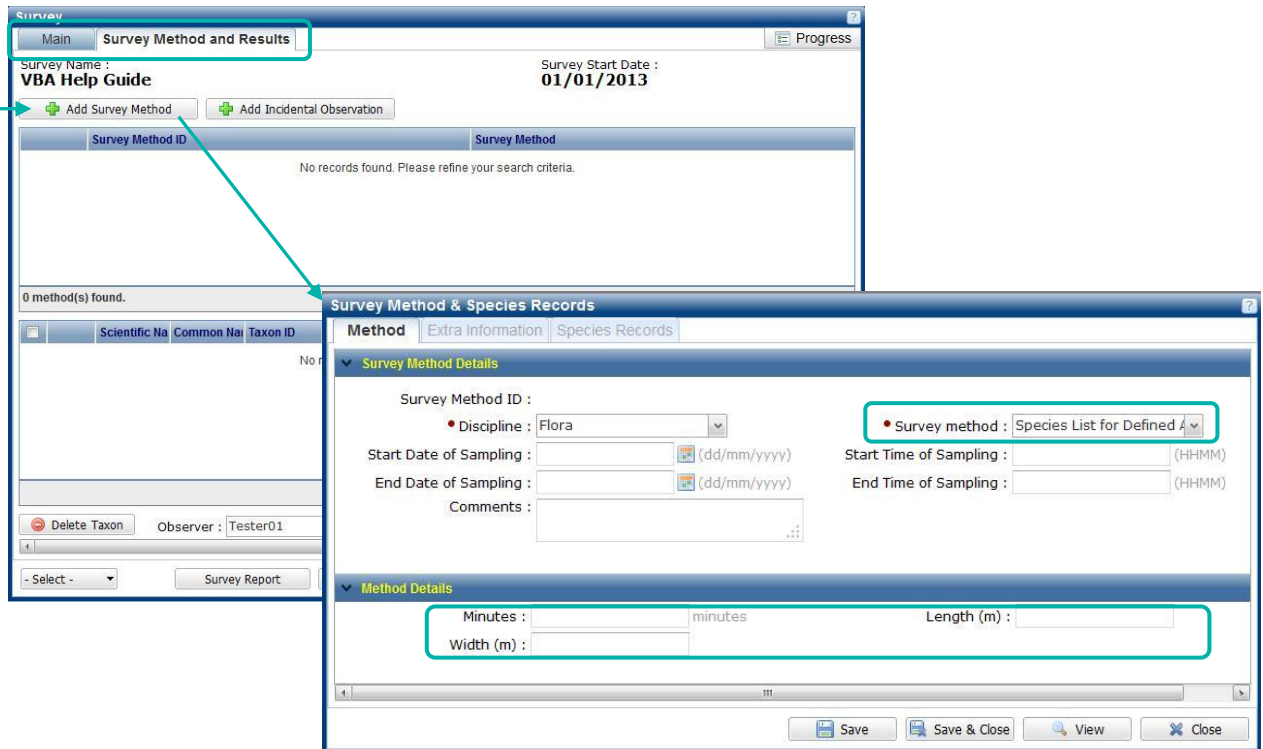 Survey
Main Survey Method and Results Progress
Survey Name : Survey Start Date :
VBA Help Guide 01/01/2013
Add Survey Method Add Incidental Observation
Survey Method ID Survey Method
No records found. Please refine your search criteria.
0 method(s) found.
Scientific Na Common Nar Taxon ID
No r
Delete Taxon Observer : Tester01
- Select - Survey Report
Survey Method & Species Records
Method Extra Information Species Records
Survey Method Details
Survey Method ID :
Discipline : Flora Survey method : Species List for Defined A
Start Date of Sampling : (dd/mm/yyyy) Start Time of Sampling : (HHMM)
End Date of Sampling : (dd/mm/yyyy) End Time of Sampling : (HHMM)
Comments :
Method Details
Minutes : minutes Length (m) :
Width (m) :
Save Save & Close View Close